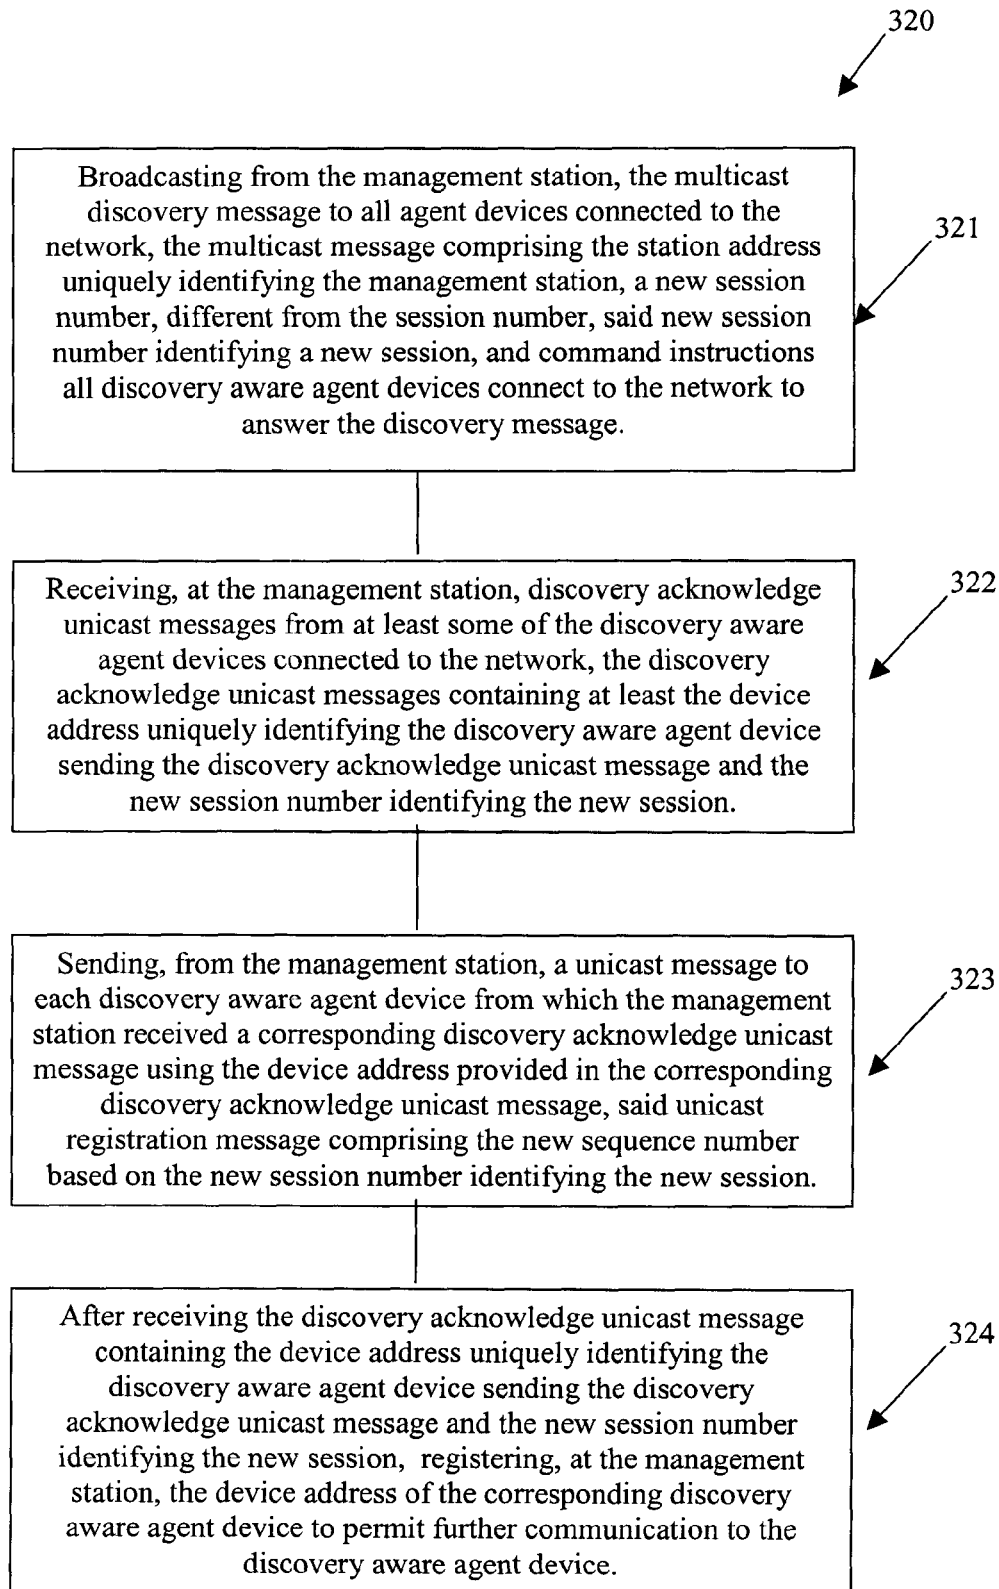 320
Broadcasting from the management station, the multicast
discovery message to all agent devices connected to the
network, the multicast message comprising the station address
uniquely identifying the management station, a new session
number, different from the session number, said new session
number identifying a new session, and command instructions
all discovery aware agent devices connect to the network to
answer the discovery message.
321
Receiving, at the management station, discovery acknowledge
unicast messages from at least some of the discovery aware
agent devices connected to the network, the discovery
acknowledge unicast messages containing at least the device
address uniquely identifying the discovery aware agent device
sending the discovery acknowledge unicast message and the
new session number identifying the new session.
322
Sending, from the management station, a unicast message to
each discovery aware agent device from which the management
station received a corresponding discovery acknowledge unicast
message using the device address provided in the corresponding
discovery acknowledge unicast message, said unicast
registration message comprising the new sequence number
based on the new session number identifying the new session.
323
After receiving the discovery acknowledge unicast message
containing the device address uniquely identifying the
discovery aware agent device sending the discovery
acknowledge unicast message and the new session number
identifying the new session, registering, at the management
station, the device address of the corresponding discovery
aware agent device to permit further communication to the
discovery aware agent device.
324